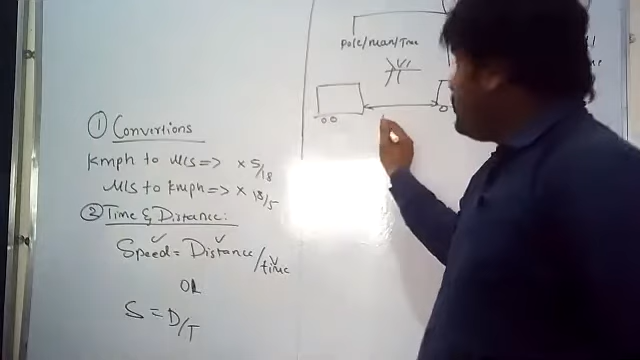 ① Convertions
Kmph to M/S => × 5/18
M/S to Kmph => × 18/5
② Time & Distance:
Speed = Distance/time
OR
S = D/T
Pole/Man/Tree